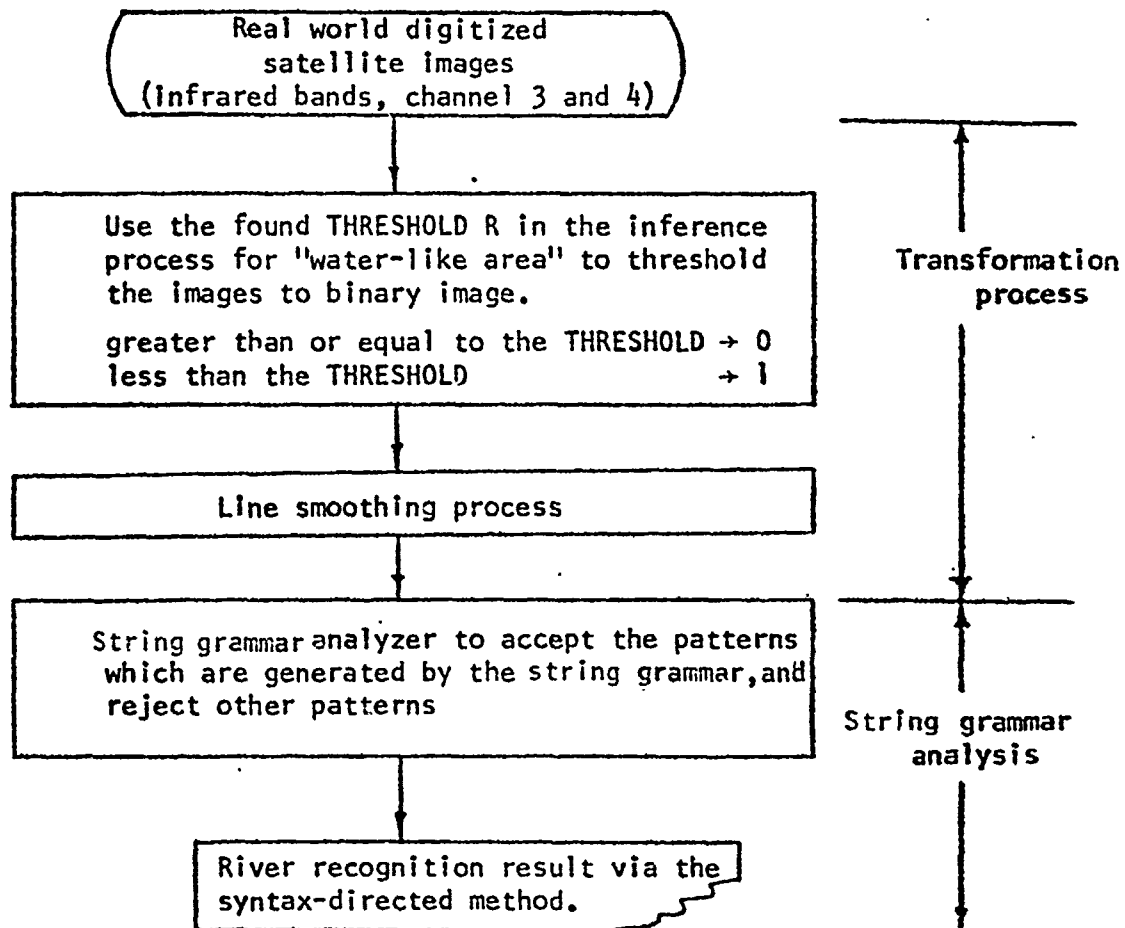 Real world digitized
satellite images
(infrared bands, channel 3 and 4)
Use the found THRESHOLD R in the inference
process for "water-like area" to threshold
the images to binary image.
greater than or equal to the THRESHOLD → 0
less than the THRESHOLD → 1
Transformation
process
Line smoothing process
String grammar analyzer to accept the patterns
which are generated by the string grammar,and
reject other patterns
String grammar
analysis
River recognition result via the
syntax-directed method.